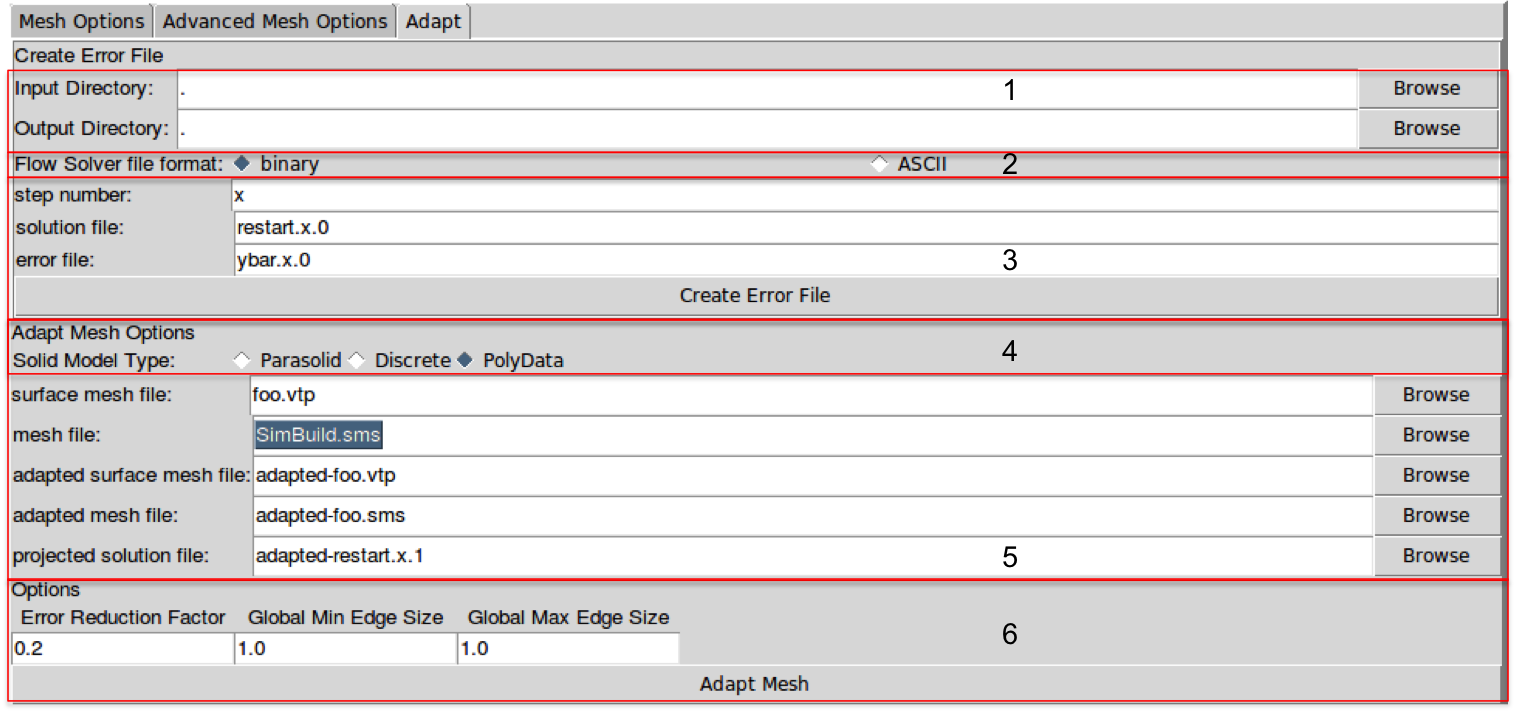 Mesh Options Advanced Mesh Options Adapt
Create Error File
Input Directory: . 1 Browse
Output Directory: . Browse
Flow Solver file format: binary ASCII 2
step number: x
solution file: restart.x.0
error file: ybar.x.0 3
Create Error File
Adapt Mesh Options
Solid Model Type: Parasolid Discrete PolyData 4
surface mesh file: foo.vtp Browse
mesh file: SimBuild.sms Browse
adapted surface mesh file: adapted-foo.vtp Browse
adapted mesh file: adapted-foo.sms Browse
projected solution file: adapted-restart.x.1 5 Browse
Options
Error Reduction Factor Global Min Edge Size Global Max Edge Size 6
0.2 1.0 1.0
Adapt Mesh